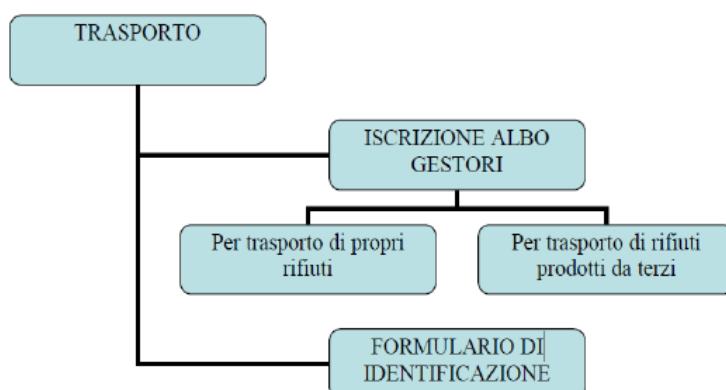 TRASPORTO
ISCRIZIONE ALBO
GESTORI
Per trasporto di propri
rifiuti
Per trasporto di rifiuti
prodotti da terzi
FORMULARIO DI
IDENTIFICAZIONE